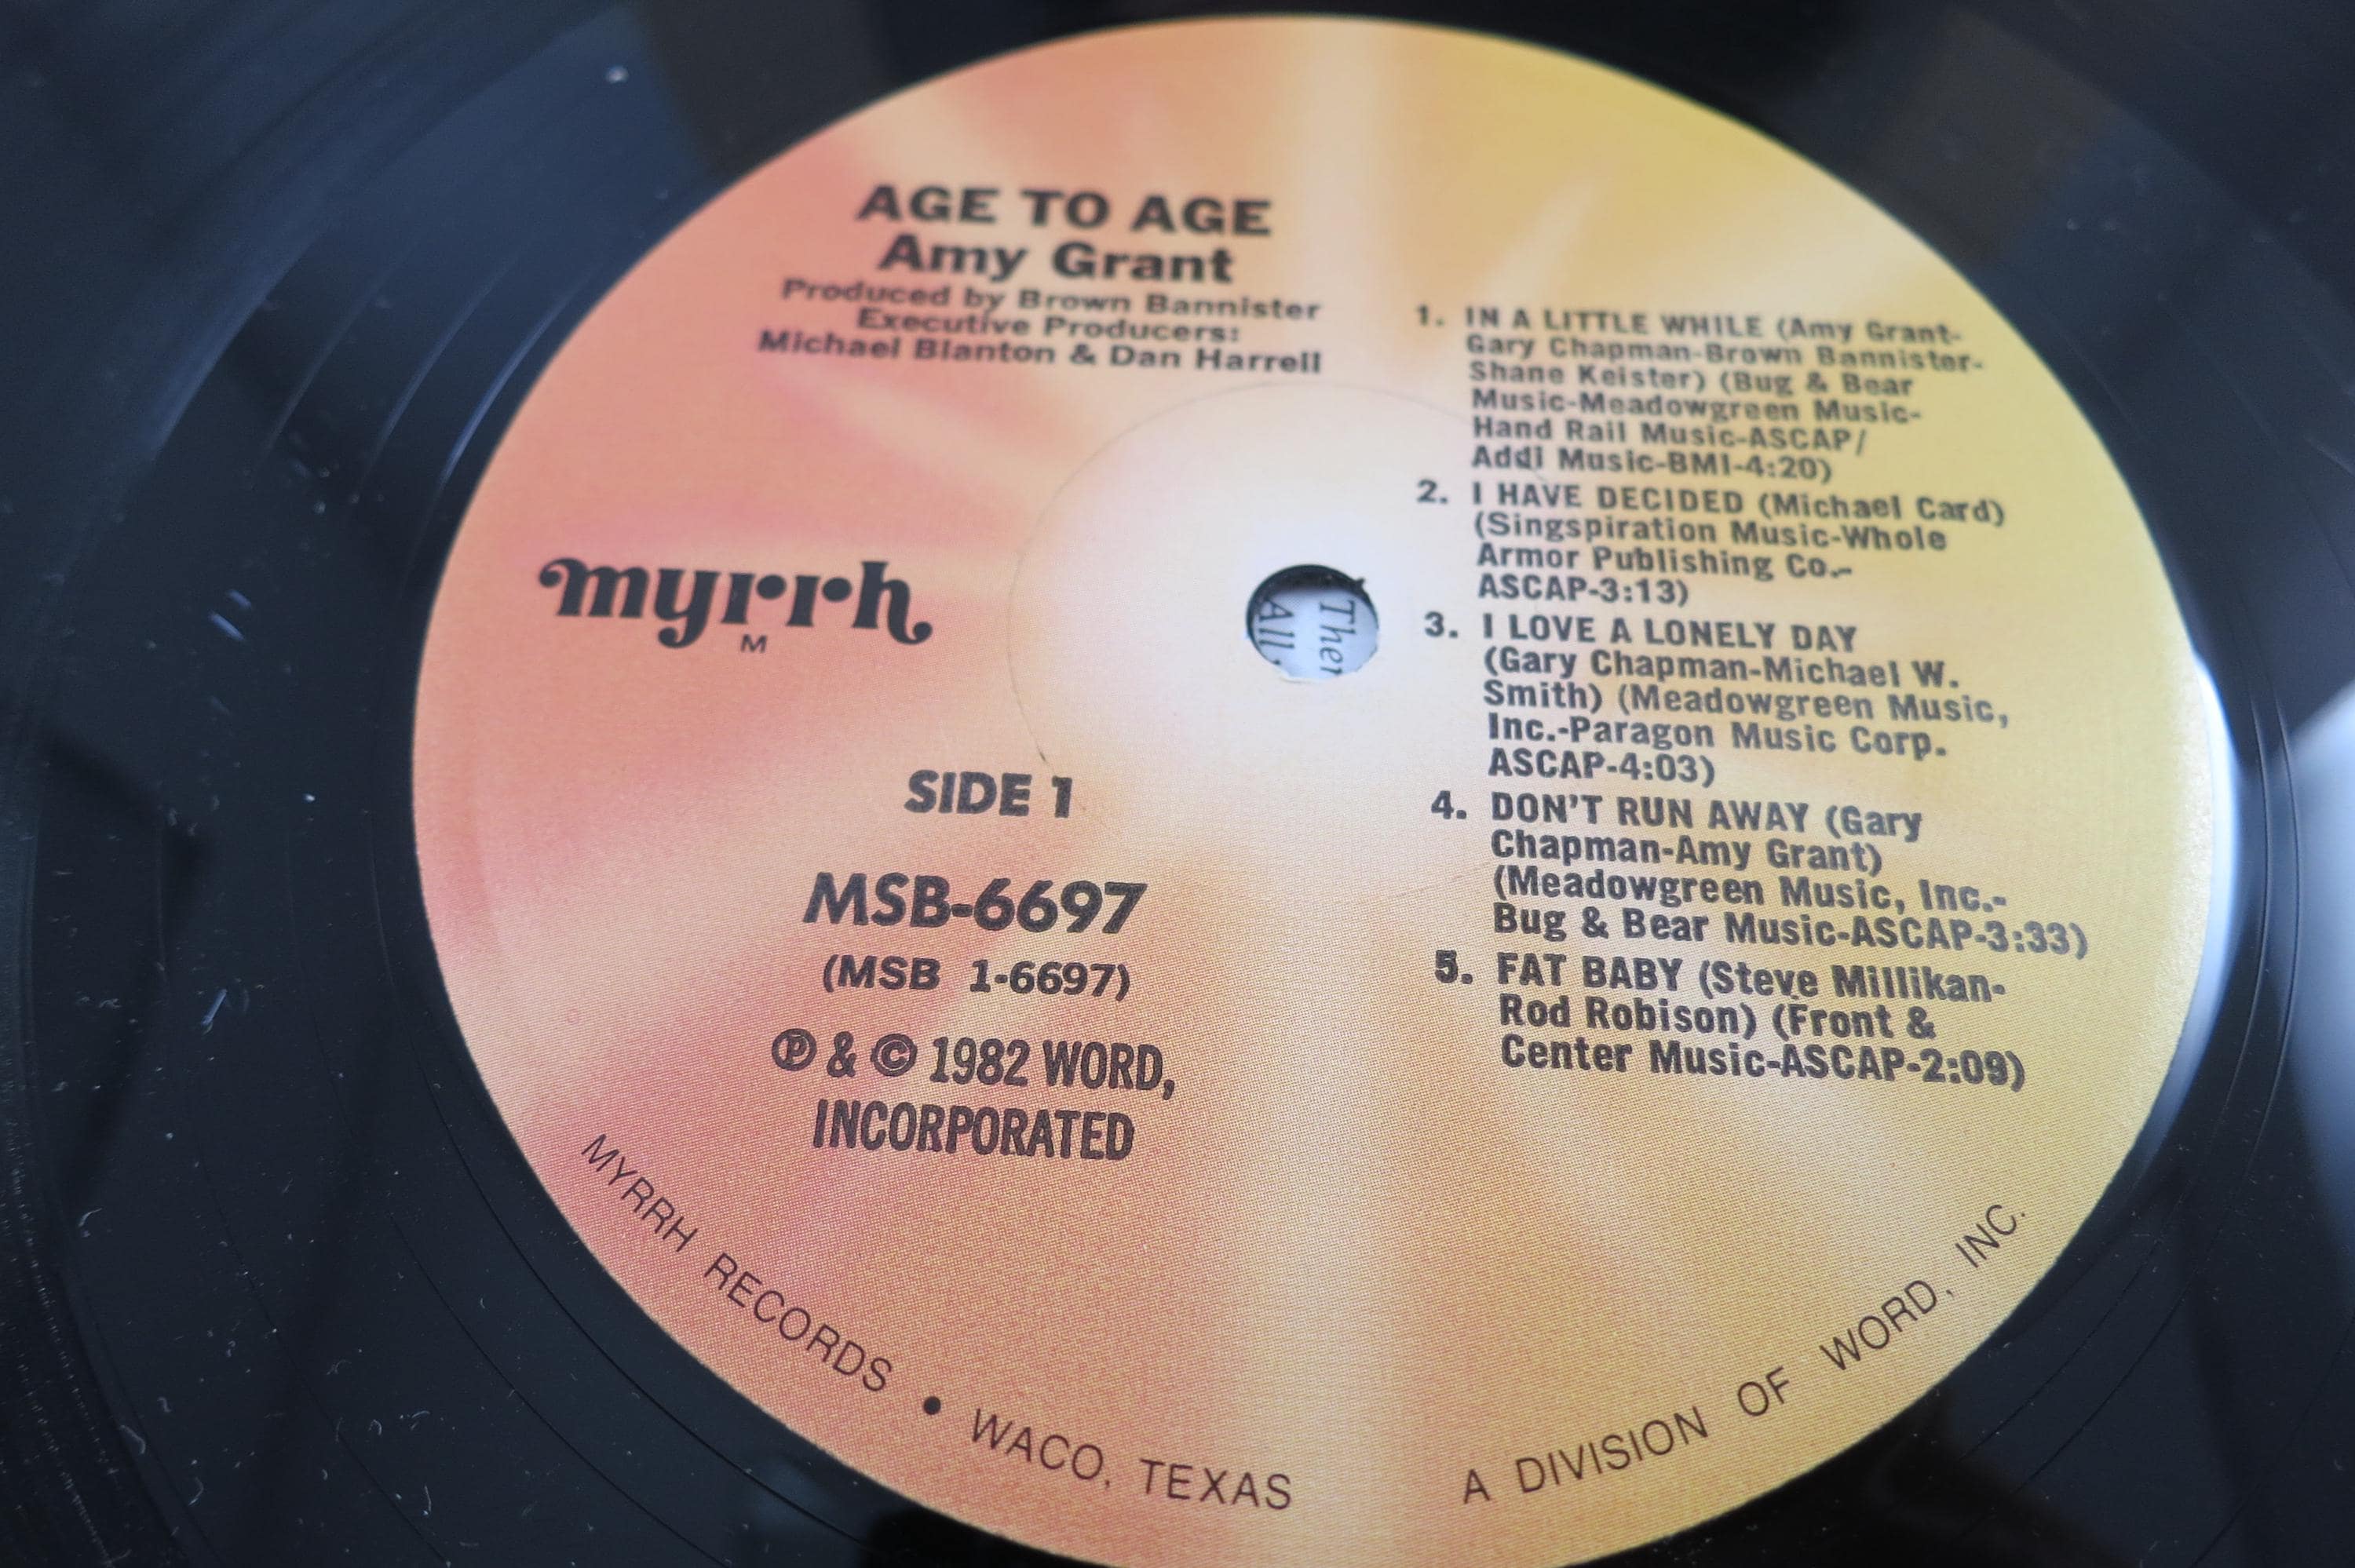 AGE TO AGE
Amy Grant
Produced by Brown Bannister
Executive Producers:
Michael Blanton & Dan Harrell
myrrh
M
SIDE 1
MSB-6697
(MSB 1-6697)
Ⓟ & © 1982 WORD,
INCORPORATED
1. IN A LITTLE WHILE (Amy Grant-
Gary Chapman-Brown Bannister-
Shane Keister) (Bug & Bear
Music-Meadowgreen Music-
Hand Rail Music-ASCAP/
Addi Music-BMI-4:20)
2. I HAVE DECIDED (Michael Card)
(Singspiration Music-Whole
Armor Publishing Co.-
ASCAP-3:13)
3. I LOVE A LONELY DAY
(Gary Chapman-Michael W.
Smith) (Meadowgreen Music,
Inc.-Paragon Music Corp.
ASCAP-4:03)
4. DON'T RUN AWAY (Gary
Chapman-Amy Grant)
(Meadowgreen Music, Inc.-
Bug & Bear Music-ASCAP-3:33)
5. FAT BABY (Steve Millikan-
Rod Robison) (Front &
Center Music-ASCAP-2:09)
Ther
All
MYRRH RECORDS • WACO, TEXAS
A DIVISION OF WORD, INC.